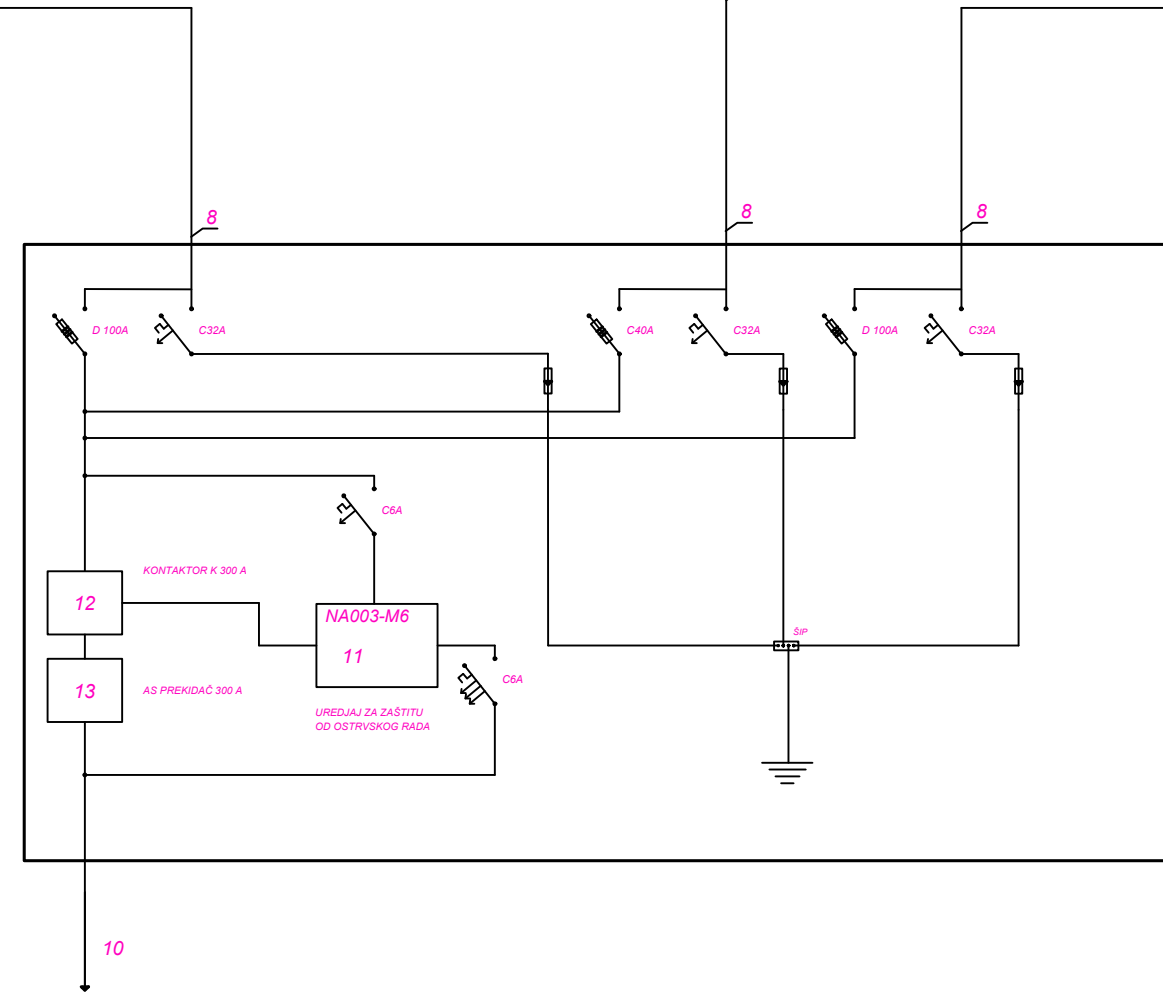 8
8
8
D 100A
C32A
C40A
C32A
D 100A
C32A
C6A
KONTAKTOR K 300 A
12
NA003-M6
11
ŠIP
13
AS PREKIDAČ 300 A
C6A
UREDJAJ ZA ZAŠTITU
OD OSTRVSKOG RADA
10